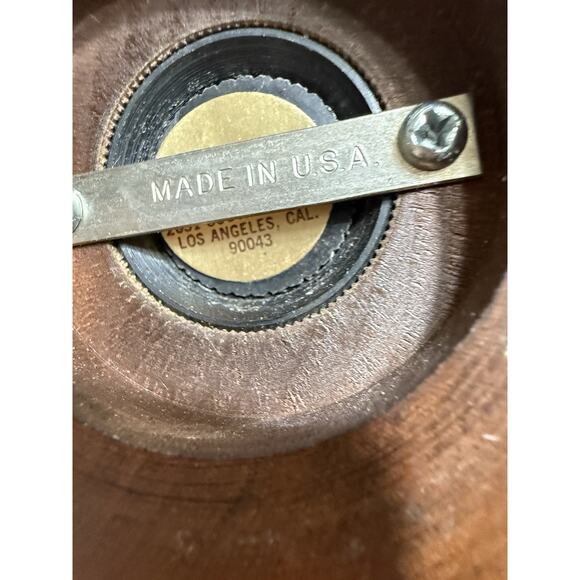 MADE IN U.S.A.
LOS ANGELES, CAL.
90043